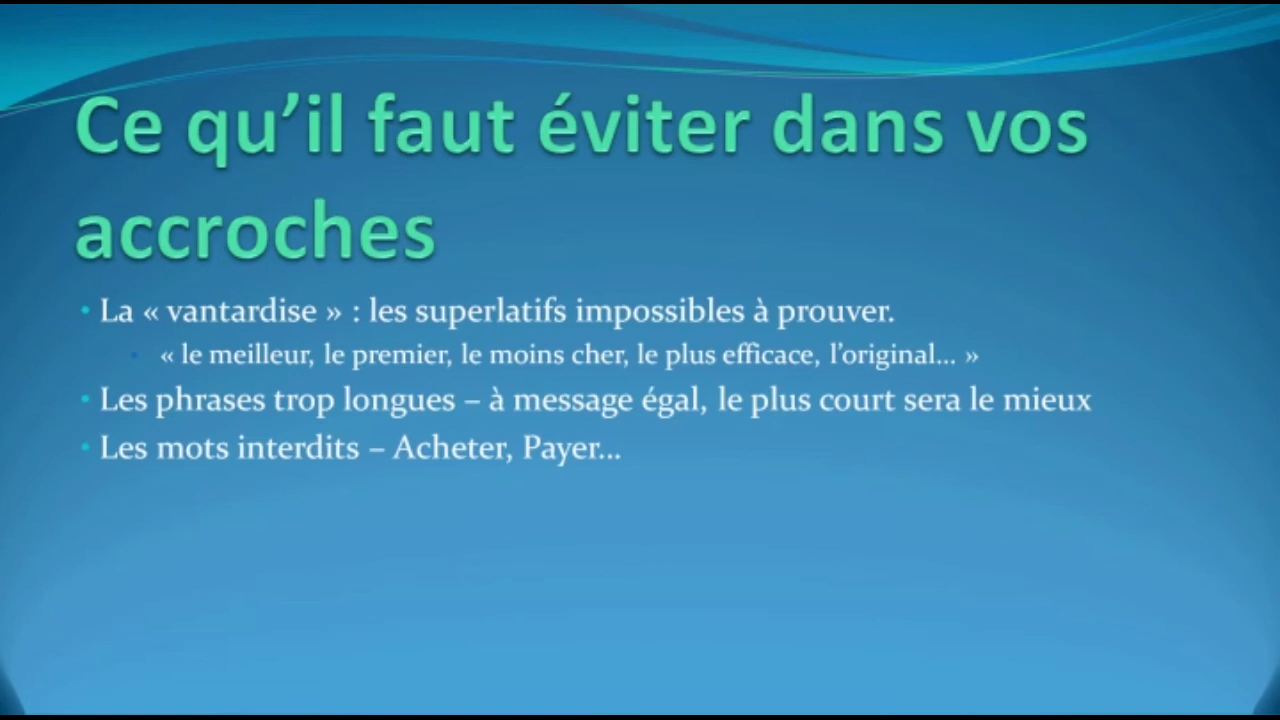 Ce qu’il faut éviter dans vos
accroches
• La « vantardise » : les superlatifs impossibles à prouver.
• « le meilleur, le premier, le moins cher, le plus efficace, l’original... »
• Les phrases trop longues – à message égal, le plus court sera le mieux
• Les mots interdits – Acheter, Payer...